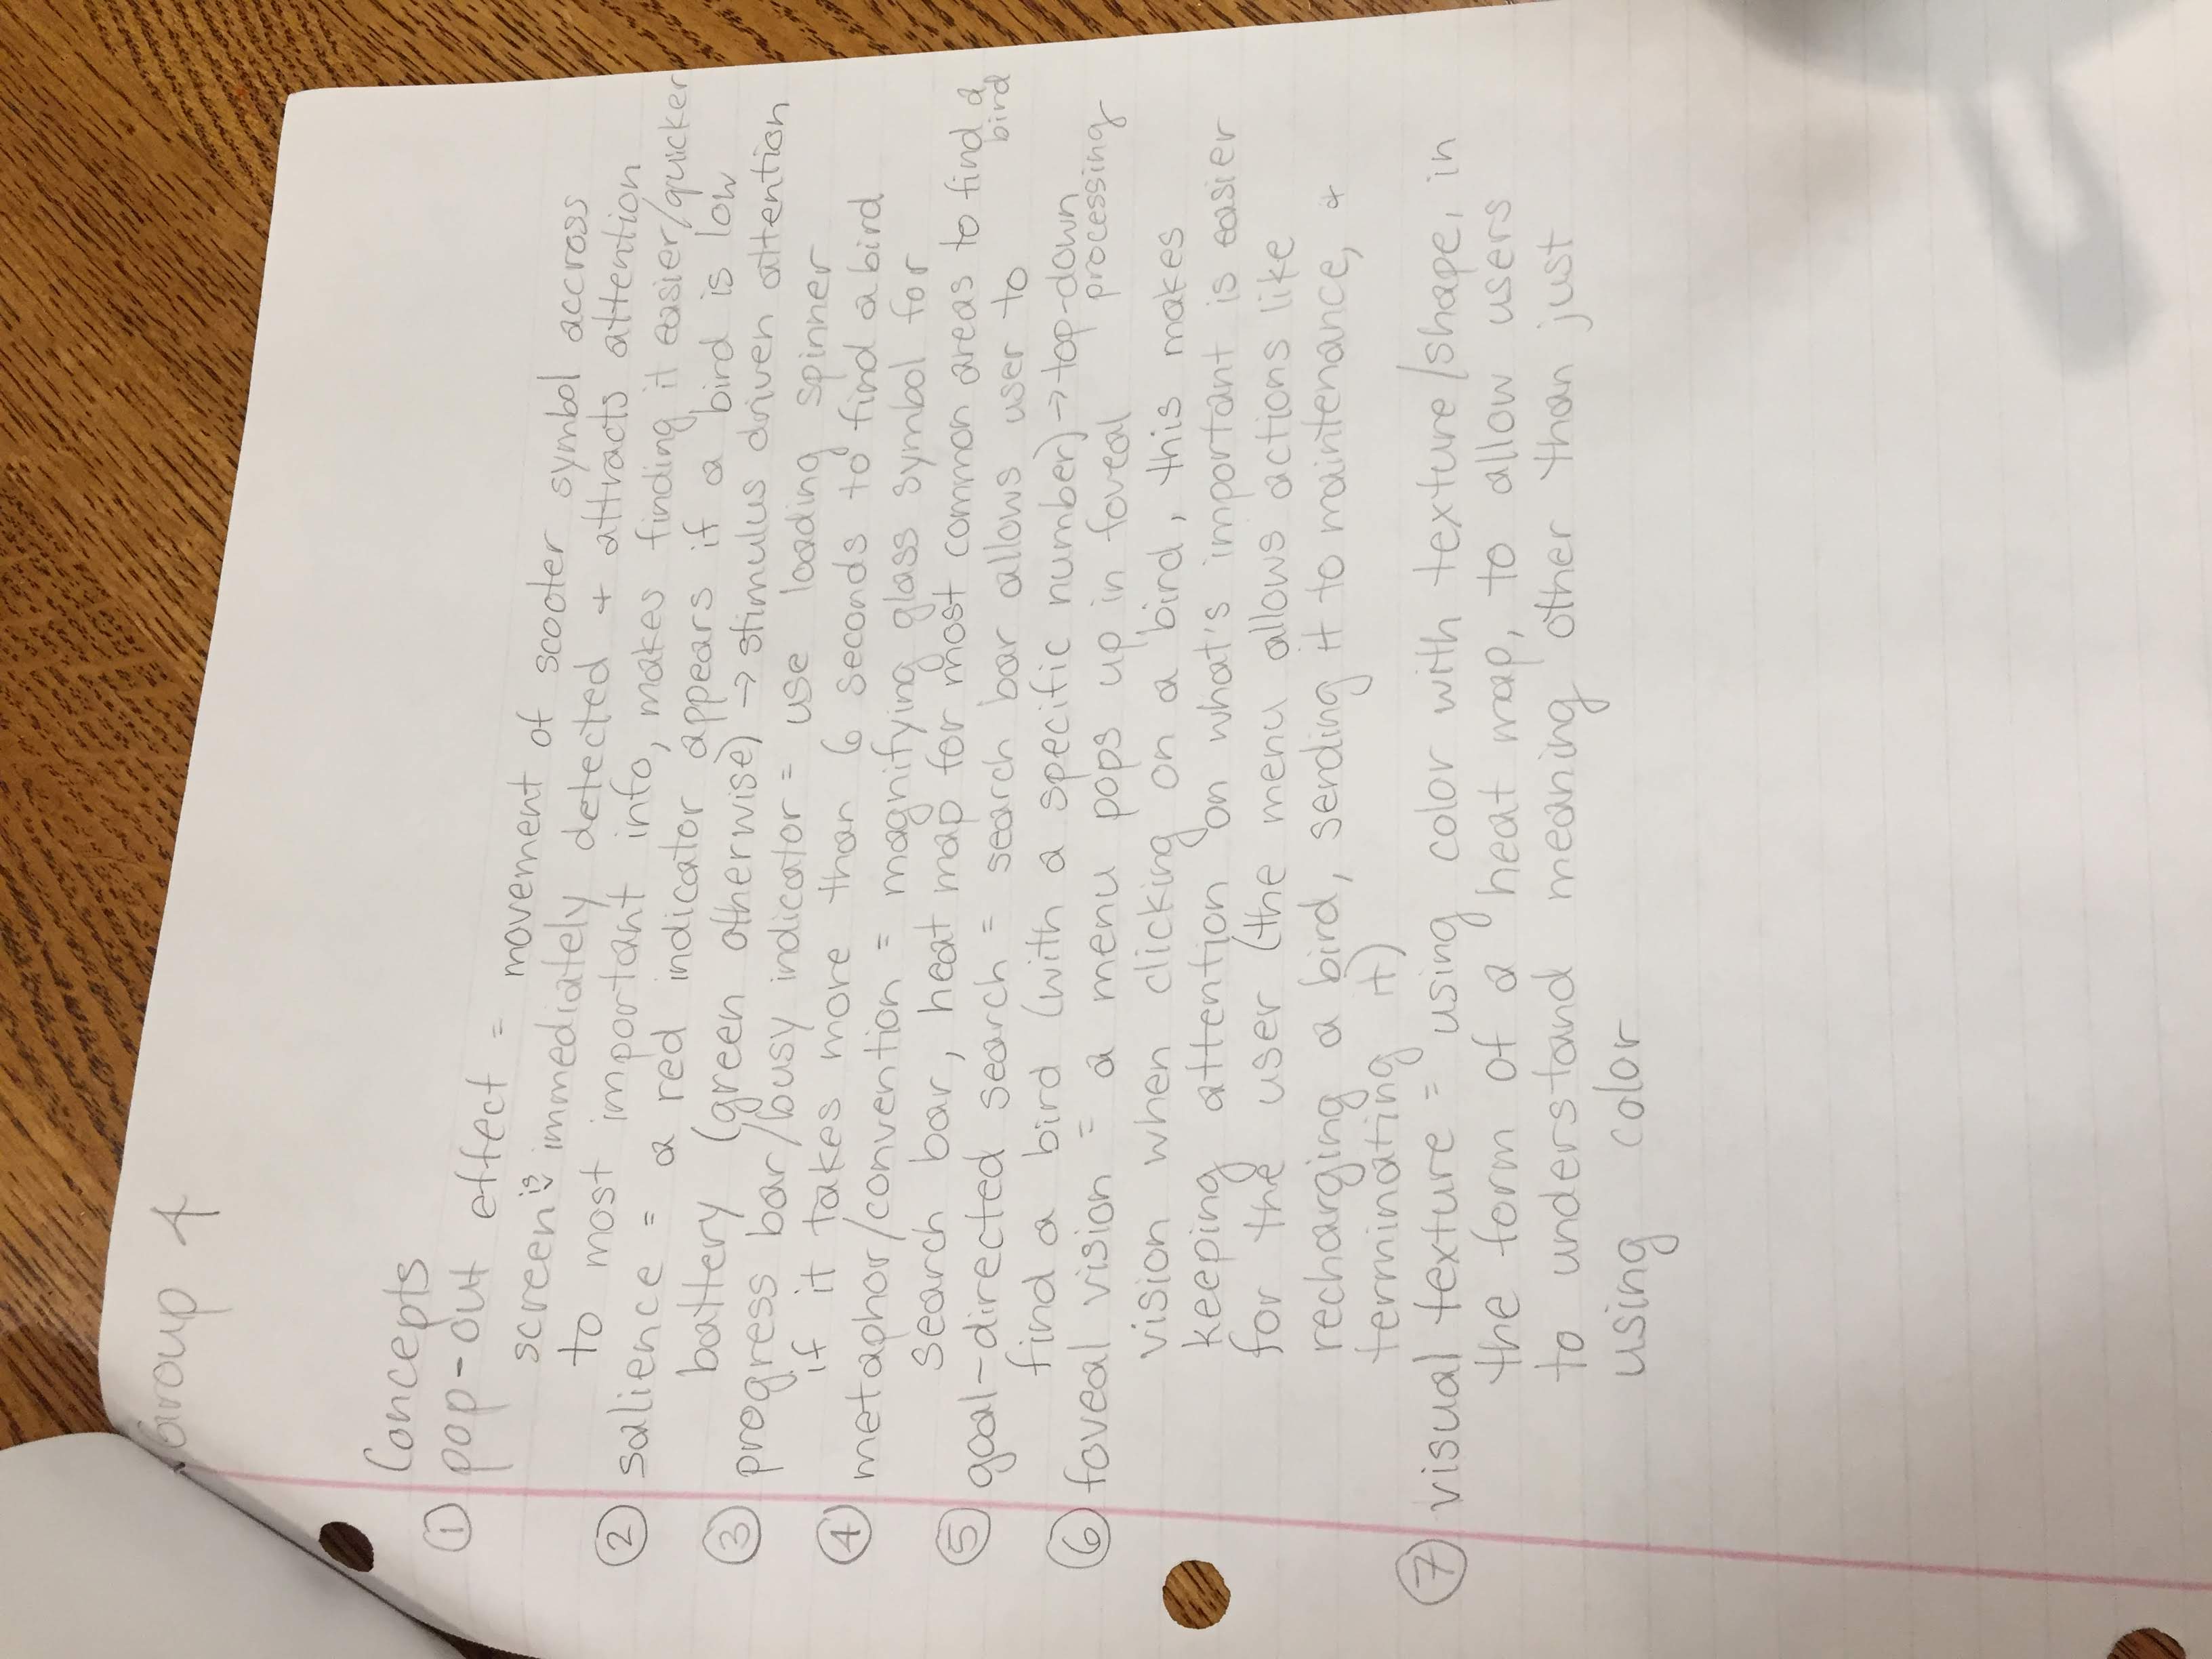 Group 4
Concepts
① pop-out effect = movement of scooter symbol accross
screen is immediately detected + attracts attention
to most important info, makes finding it easier/quicker
② salience = a red indicator appears if a bird is low
battery (green otherwise) → stimulus driven attention
③ progress bar/busy indicator = use loading spinner
if it takes more than 6 seconds to find a bird
④ metaphor/convention = magnifying glass symbol for
search bar, heat map for most common areas to find a
bird
⑤ goal-directed search = search bar allows user to
find a bird (with a specific number) → top-down
processing
⑥ foveal vision = a menu pops up in foveal
vision when clicking on a bird, this makes
keeping attention on what's important is easier
for the user (the menu allows actions like
recharging a bird, sending it to maintenance, +
terminating it)
⑦ visual texture = using color with texture/shape, in
the form of a heat map, to allow users
to understand meaning other than just
using color